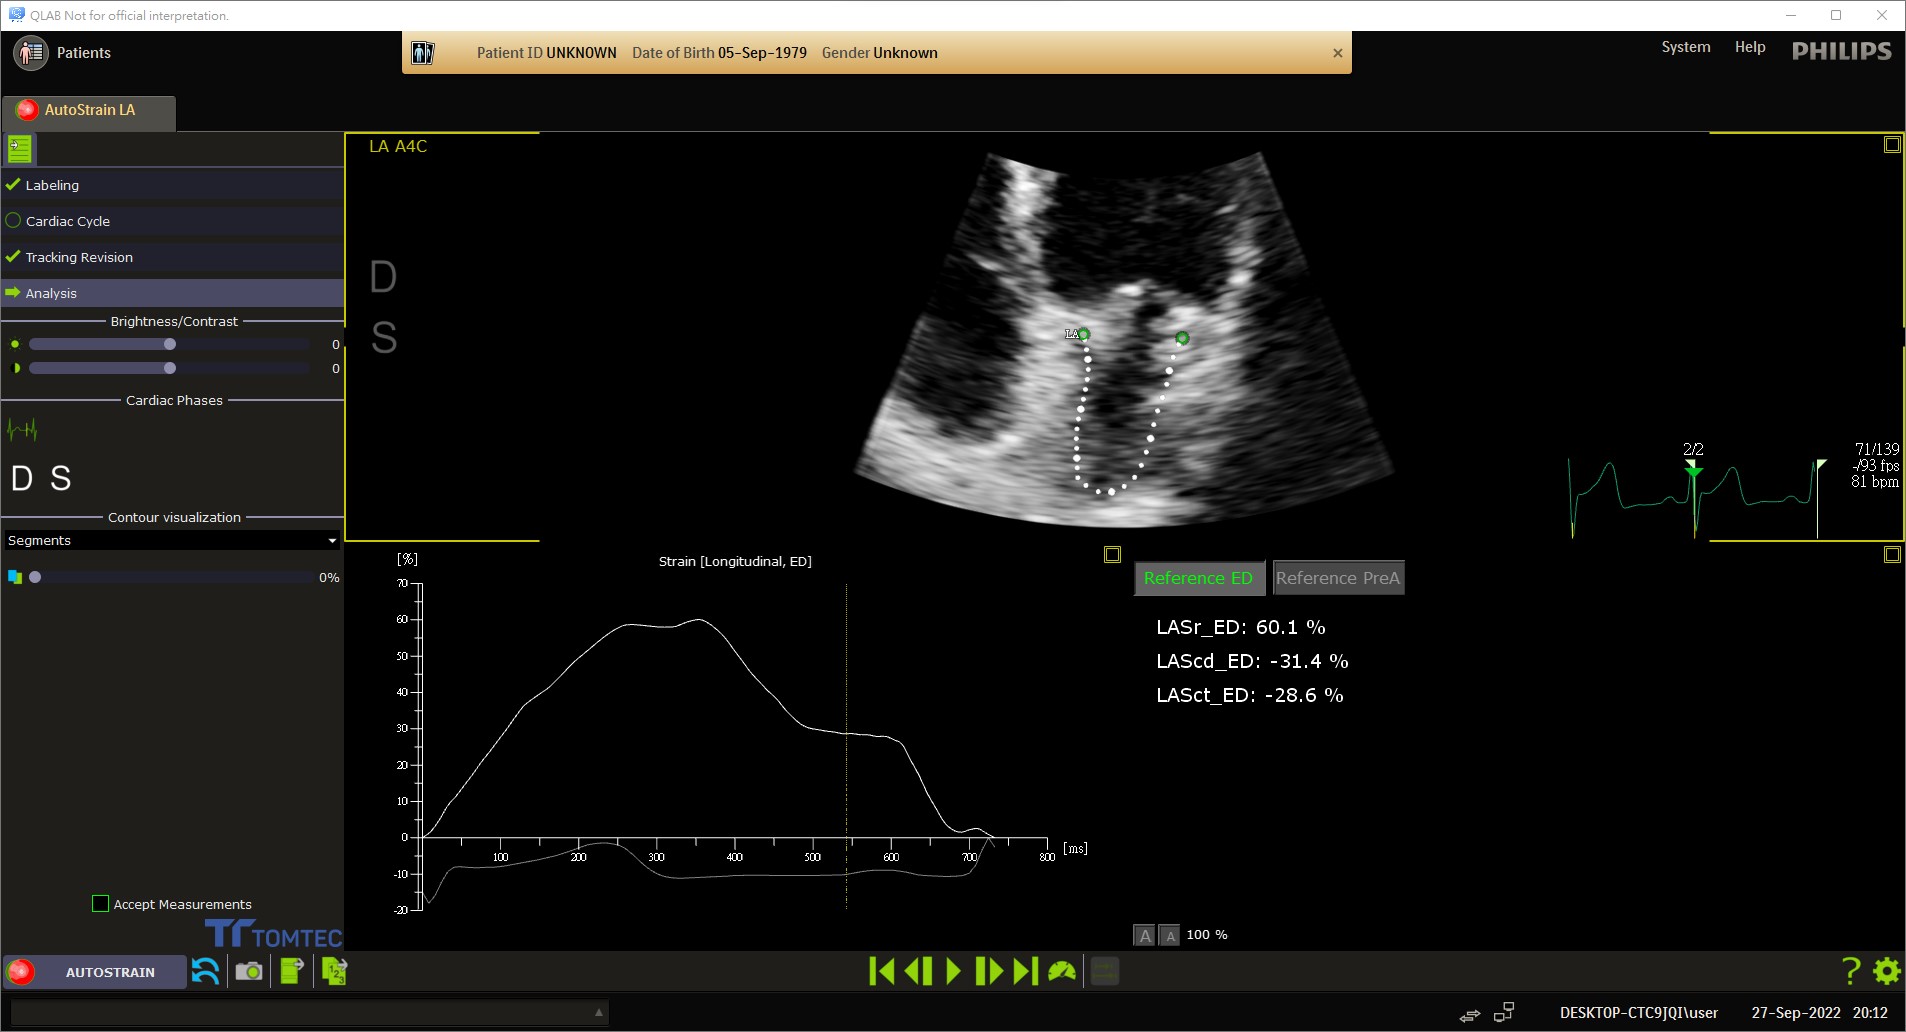 QLAB Not for official interpretation.
Patients
Patient ID UNKNOWN Date of Birth 05-Sep-1979 Gender Unknown
System Help PHILIPS
AutoStrain LA
Labeling
Cardiac Cycle
Tracking Revision
Analysis
Brightness/Contrast
0
0
Cardiac Phases
D S
Contour visualization
Segments
0%
Accept Measurements
TOMTEC
LA A4C
D
S
LA
2/2
71/139
-/93 fps
81 bpm
[%]
Strain [Longitudinal, ED]
70
60
50
40
30
20
10
0
-10
-20
100 200 300 400 500 600 700 800 [ms]
Reference ED Reference PreA
LASr_ED: 60.1 %
LAScd_ED: -31.4 %
LASct_ED: -28.6 %
A A 100 %
AUTOSTRAIN
1 2 3
?
DESKTOP-CTC9JQI\user 27-Sep-2022 20:12